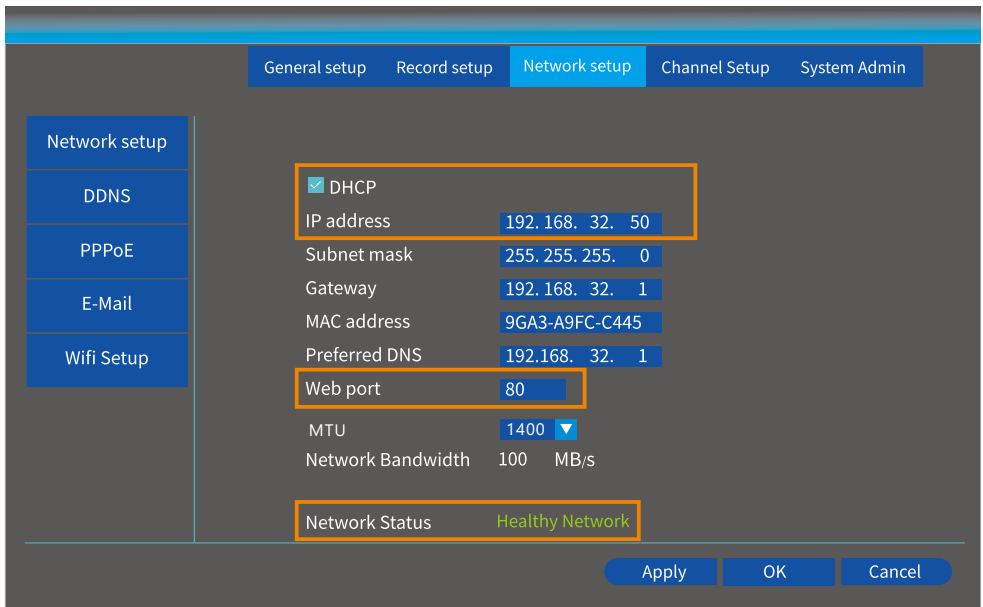 General setup Record setup Network setup Channel Setup System Admin
Network setup
DDNS
PPPoE
E-Mail
Wifi Setup
DHCP
IP address 192. 168. 32. 50
Subnet mask 255. 255. 255. 0
Gateway 192. 168. 32. 1
MAC address 9GA3-A9FC-C445
Preferred DNS 192.168. 32. 1
Web port 80
MTU 1400
Network Bandwidth 100 MB/s
Network Status Healthy Network
Apply OK Cancel